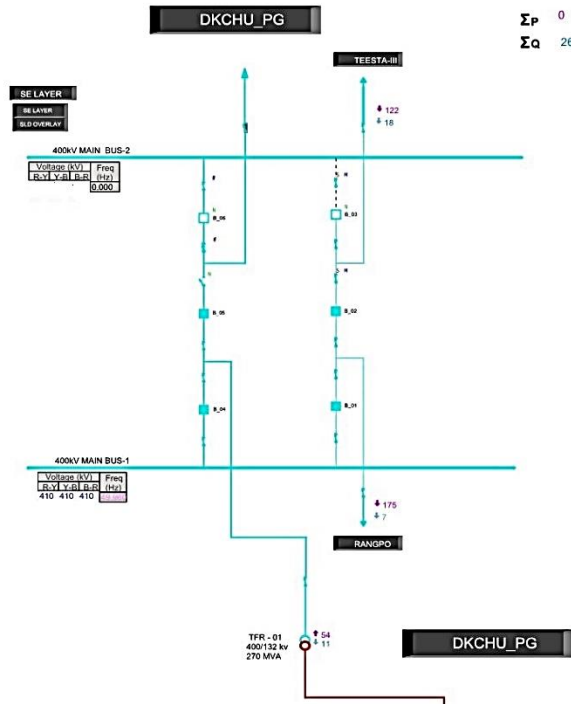 DKCHU_PG
ΣP 0
ΣQ 26
TEESTA-III
SE LAYER
SE LAYER
SLD OVERLAY
122
18
400kV MAIN BUS-2
Voltage (kV) Freq
R-Y Y-B B-R (Hz)
0.000
B_06
B_03
B_05
B_02
B_04
B_01
400kV MAIN BUS-1
Voltage (kV) Freq
R-Y Y-B B-R (Hz)
410 410 410
175
7
RANGPO
TFR - 01
400/132 kv
270 MVA
54
11
DKCHU_PG